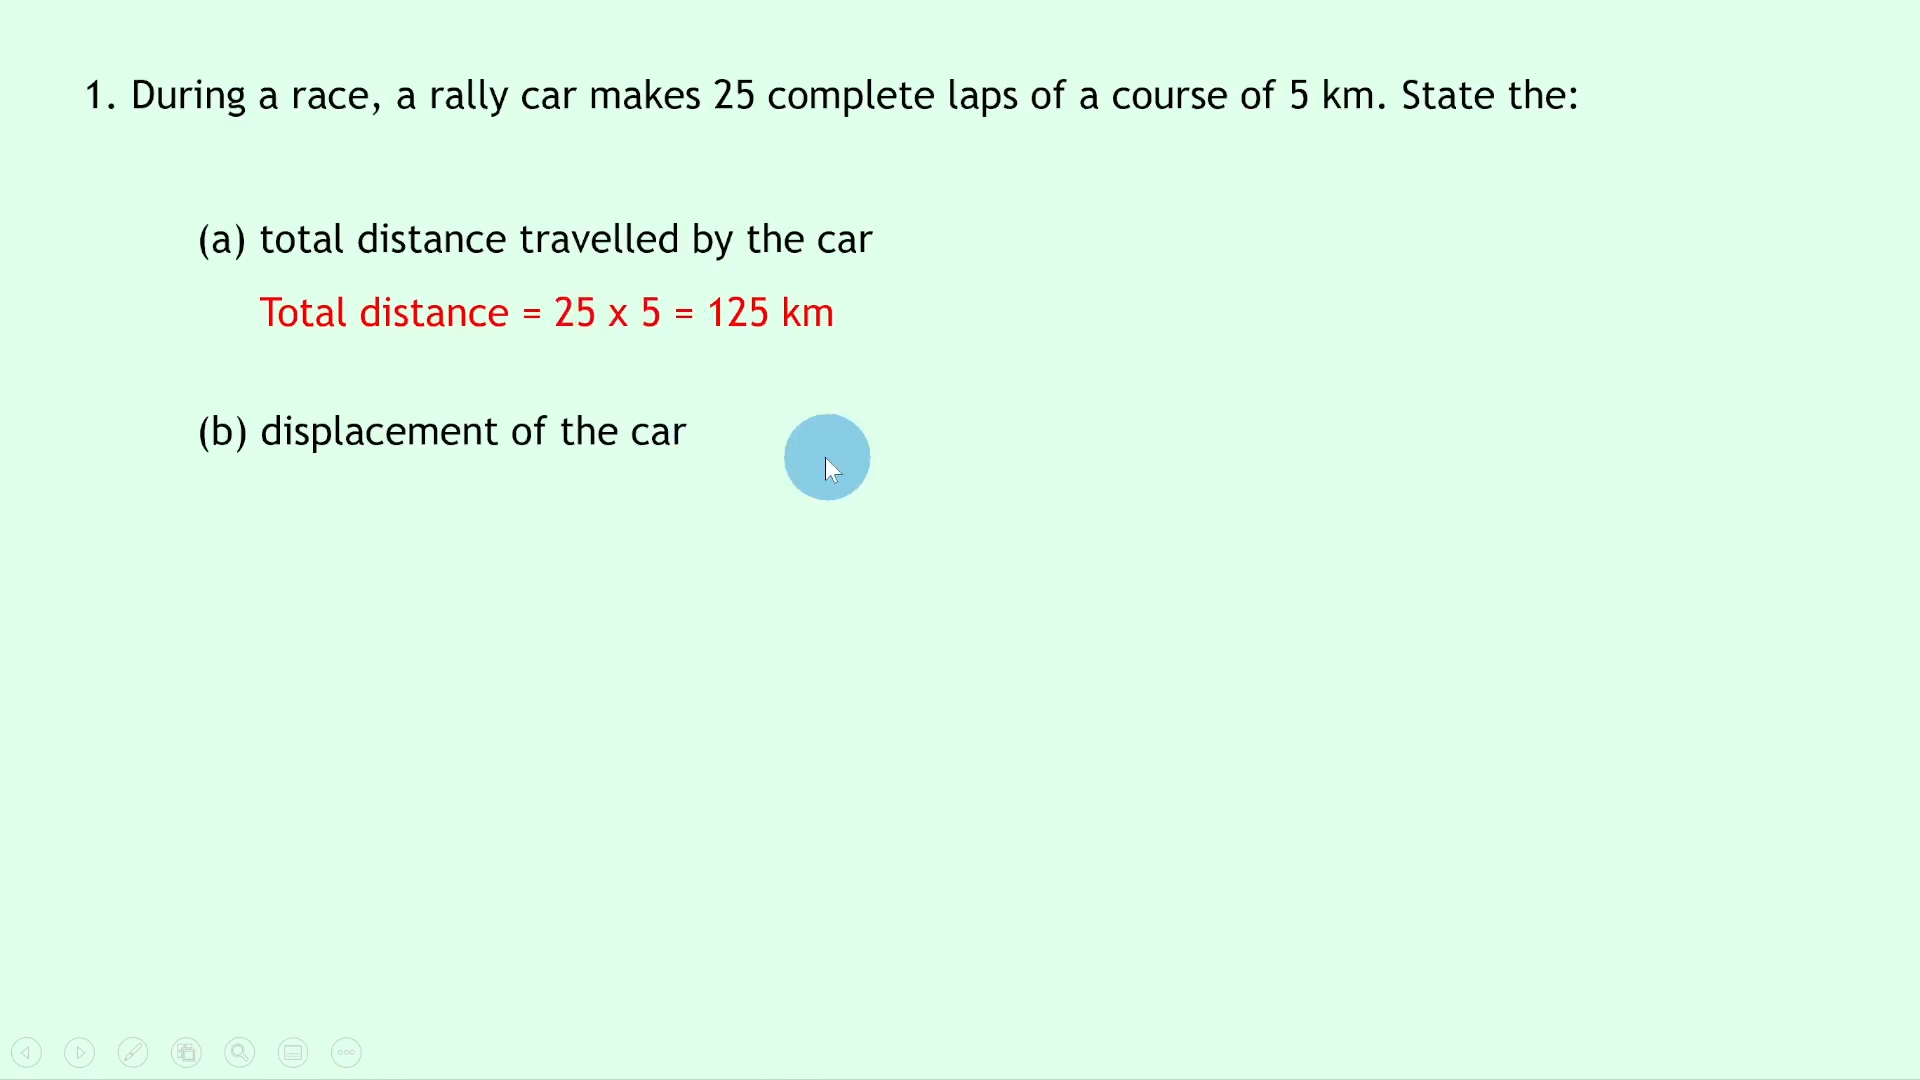 1. During a race, a rally car makes 25 complete laps of a course of 5 km. State the:
(a) total distance travelled by the car
Total distance = 25 x 5 = 125 km
(b) displacement of the car